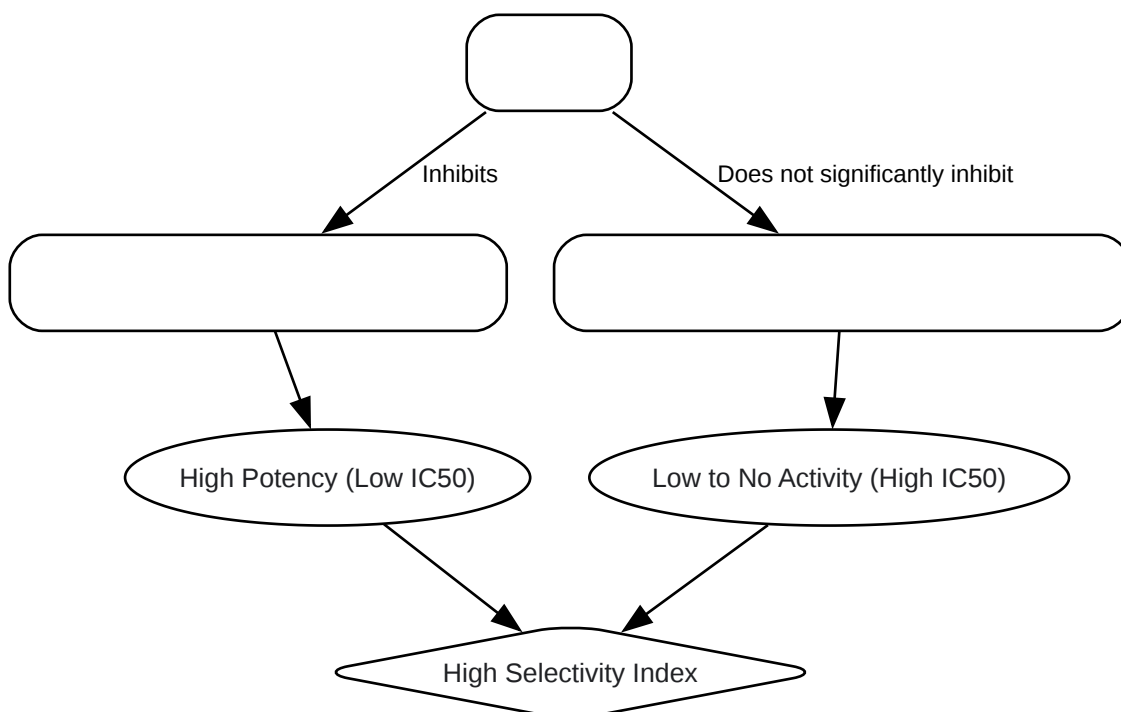 Inhibits
Does not significantly inhibit
High Potency (Low IC50)
Low to No Activity (High IC50)
High Selectivity Index